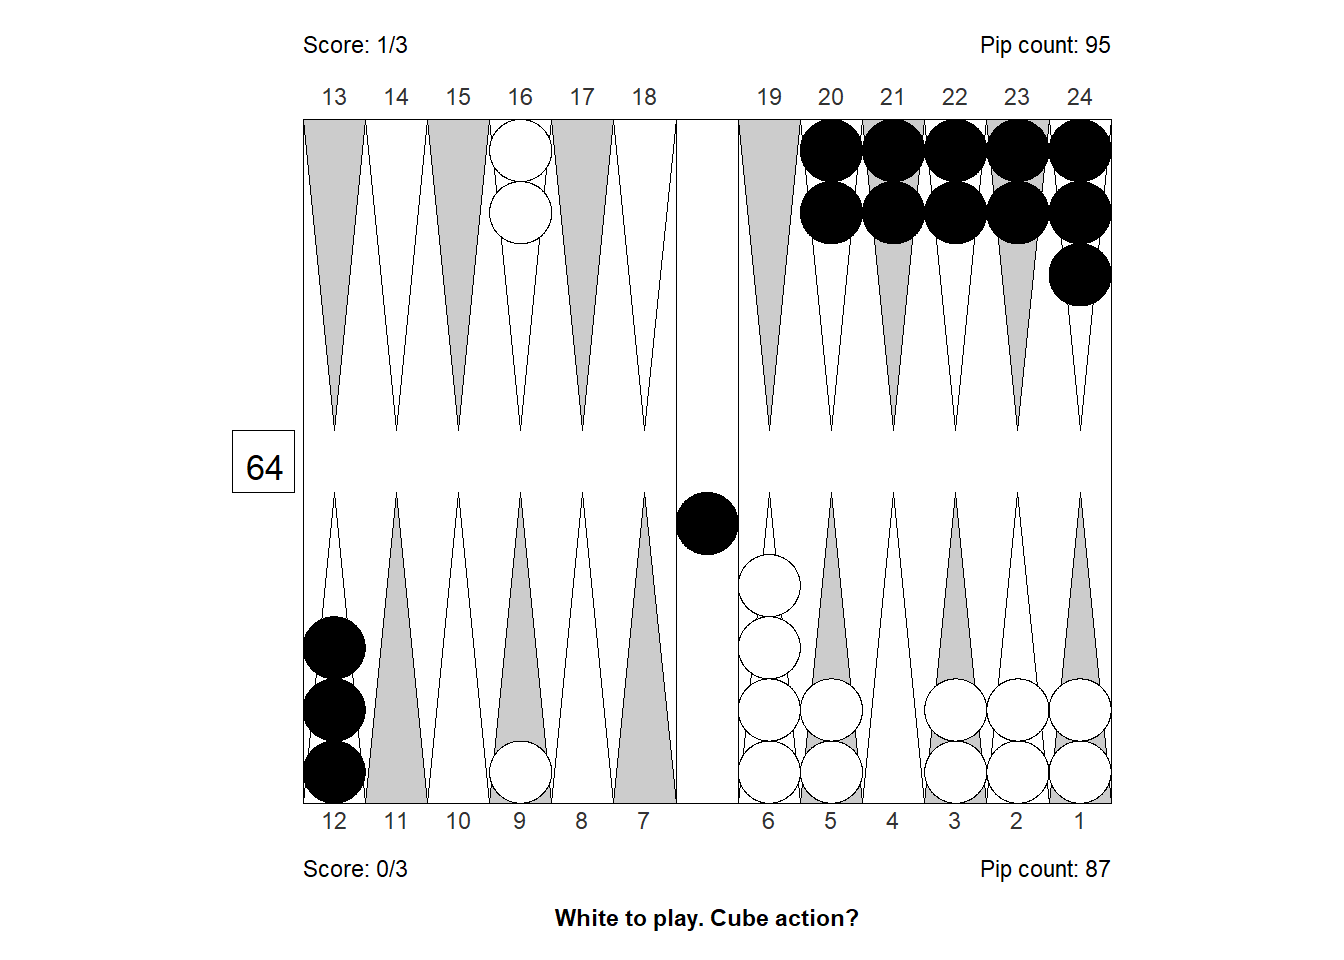 Score: 1/3 Pip count: 95
13 14 15 16 17 18 19 20 21 22 23 24
64
12 11 10 9 8 7 6 5 4 3 2 1
Score: 0/3 Pip count: 87
White to play. Cube action?